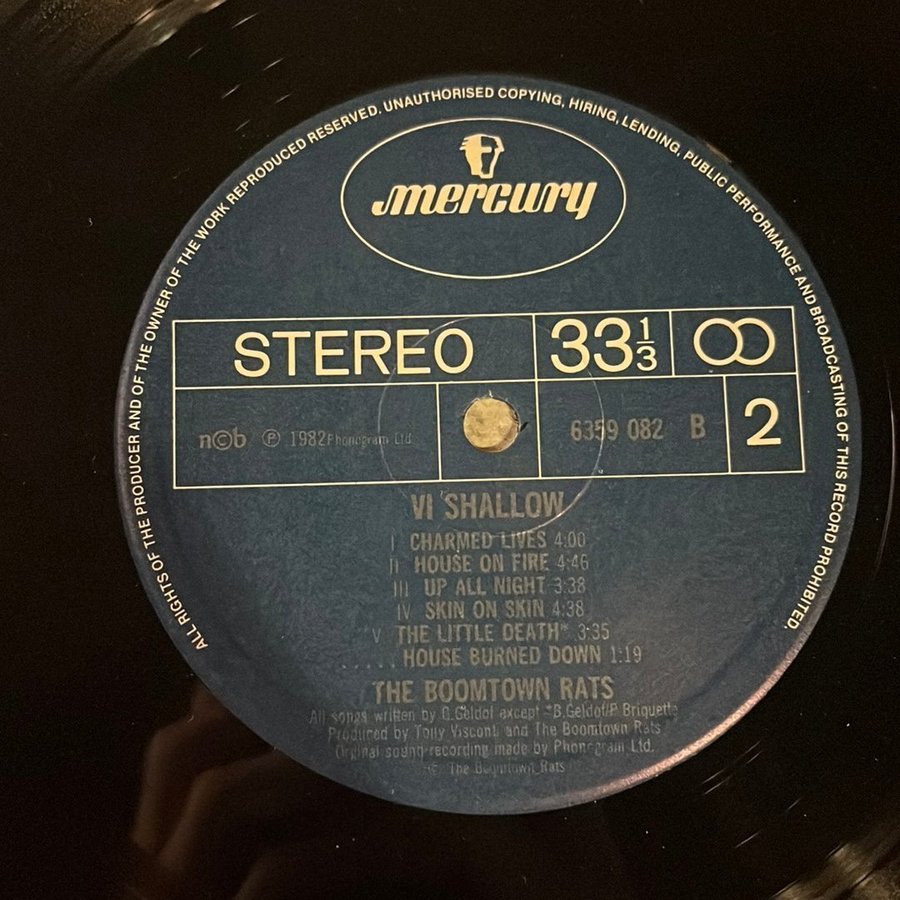 ALL RIGHTS OF THE PRODUCER AND OF THE OWNER OF THE WORK REPRODUCED RESERVED. UNAUTHORISED COPYING, HIRING, LENDING, PUBLIC PERFORMANCE AND BROADCASTING OF THIS RECORD PROHIBITED.
mercury
STEREO 33 1/3
n©b ℗ 1982 Phonogram Ltd. 6359 082 B 2
VI SHALLOW
I CHARMED LIVES 4:00
II HOUSE ON FIRE 4:46
III UP ALL NIGHT 3:38
IV SKIN ON SKIN 4:38
V THE LITTLE DEATH* 3:35
..... HOUSE BURNED DOWN 1:19
THE BOOMTOWN RATS
All songs written by B.Geldof except *B.Geldof/P.Briquette
Produced by Tony Visconti and The Boomtown Rats
Original sound recording made by Phonogram Ltd.
© The Boomtown Rats